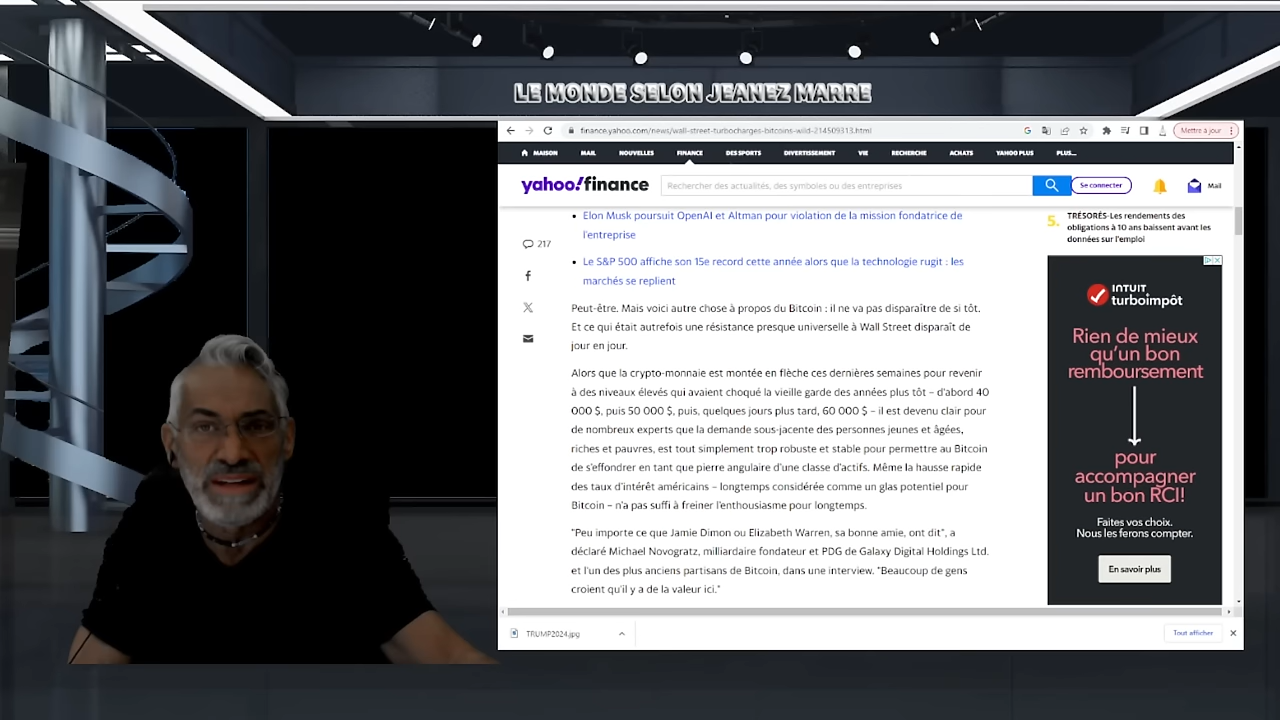 LE MONDE SELON JEANEZ MARRE
finance.yahoo.com/news/wall-street-turbocharges-bitcoins-wild-214509313.html
Mettre à jour
MAISON MAIL NOUVELLES FINANCE DES SPORTS DIVERTISSEMENT VIE RECHERCHE ACHATS YAHOO PLUS PLUS...
yahoo!finance
Rechercher des actualités, des symboles ou des entreprises
Se connecter
Mail
217
• Elon Musk poursuit OpenAI et Altman pour violation de la mission fondatrice de
l'entreprise
• Le S&P 500 affiche son 15e record cette année alors que la technologie rugit : les
marchés se replient
Peut-être. Mais voici autre chose à propos du Bitcoin : il ne va pas disparaître de si tôt.
Et ce qui était autrefois une résistance presque universelle à Wall Street disparaît de
jour en jour.
Alors que la crypto-monnaie est montée en flèche ces dernières semaines pour revenir
à des niveaux élevés qui avaient choqué la vieille garde des années plus tôt – d'abord 40
000 $, puis 50 000 $, puis, quelques jours plus tard, 60 000 $ – il est devenu clair pour
de nombreux experts que la demande sous-jacente des personnes jeunes et âgées,
riches et pauvres, est tout simplement trop robuste et stable pour permettre au Bitcoin
de s'effondrer en tant que pierre angulaire d'une classe d'actifs. Même la hausse rapide
des taux d'intérêt américains – longtemps considérée comme un glas potentiel pour
Bitcoin – n'a pas suffi à freiner l'enthousiasme pour longtemps.
"Peu importe ce que Jamie Dimon ou Elizabeth Warren, sa bonne amie, ont dit", a
déclaré Michael Novogratz, milliardaire fondateur et PDG de Galaxy Digital Holdings Ltd.
et l'un des plus anciens partisans de Bitcoin, dans une interview. "Beaucoup de gens
croient qu'il y a de la valeur ici."
5. TRÉSORÉS-Les rendements des
obligations à 10 ans baissent avant les
données sur l'emploi
INTUIT
turboimpôt
Rien de mieux
qu'un bon
remboursement
pour
accompagner
un bon RCI!
Faites vos choix.
Nous les ferons compter.
En savoir plus
TRUMP2024.jpg
Tout afficher